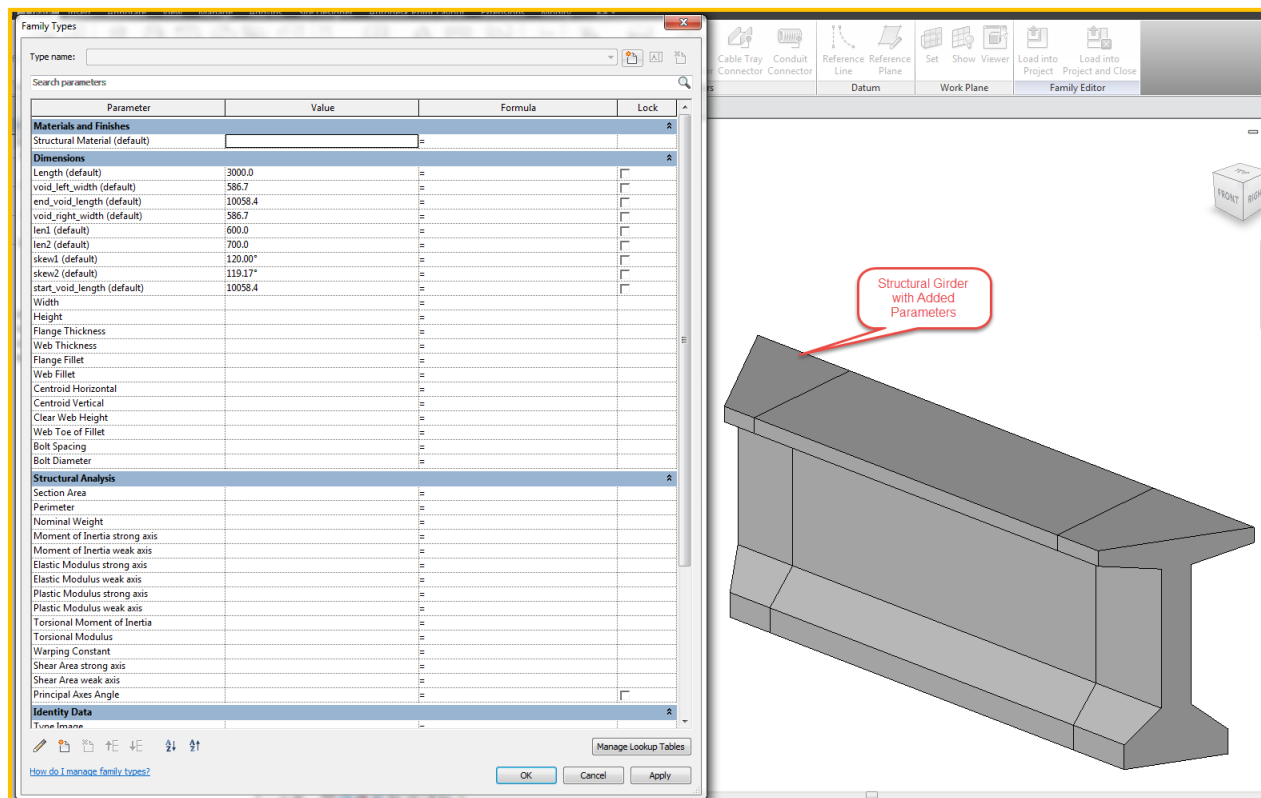 Family Types
Type name:
Search parameters
Parameter Value Formula Lock
Materials and Finishes
Structural Material (default) =
Dimensions
Length (default) 3000.0 =
void_left_width (default) 586.7 =
end_void_length (default) 10058.4 =
void_right_width (default) 586.7 =
len1 (default) 600.0 =
len2 (default) 700.0 =
skew1 (default) 120.00° =
skew2 (default) 119.17° =
start_void_length (default) 10058.4 =
Width =
Height =
Flange Thickness =
Web Thickness =
Flange Fillet =
Web Fillet =
Centroid Horizontal =
Centroid Vertical =
Clear Web Height =
Web Toe of Fillet =
Bolt Spacing =
Bolt Diameter =
Structural Analysis
Section Area =
Perimeter =
Nominal Weight =
Moment of Inertia strong axis =
Moment of Inertia weak axis =
Elastic Modulus strong axis =
Elastic Modulus weak axis =
Plastic Modulus strong axis =
Plastic Modulus weak axis =
Torsional Moment of Inertia =
Torsional Modulus =
Warping Constant =
Shear Area strong axis =
Shear Area weak axis =
Principal Axes Angle =
Identity Data
Type Image =
Manage Lookup Tables
How do I manage family types?
OK Cancel Apply
Cable Tray Conduit Reference Reference Set Show Viewer Load into Load into
Connector Connector Line Plane Project Project and Close
Datum Work Plane Family Editor
TOP
FRONT
Structural Girder
with Added
Parameters